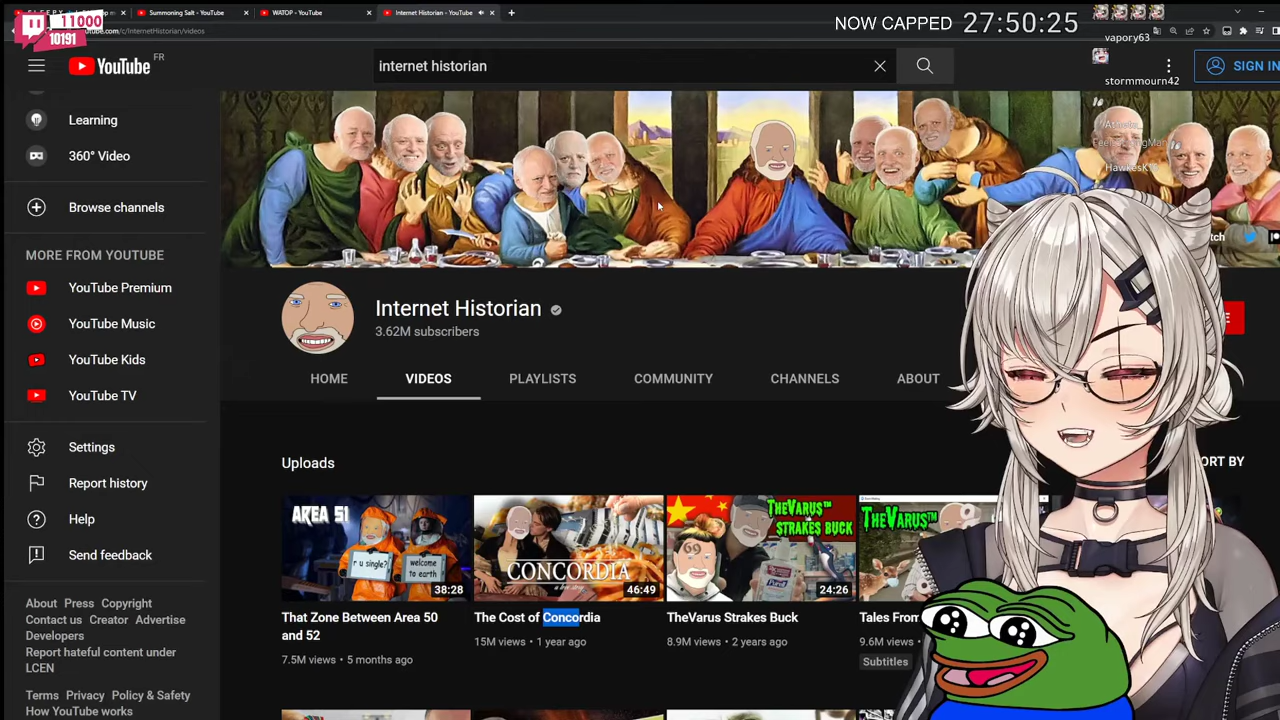 Summoning Salt - YouTube
WATOP - YouTube
Internet Historian - YouTube
11000
10191
NOW CAPPED 27:50:25
vapory63
stormmourn42
HawkesK
YouTube FR
internet historian
SIGN IN
Learning
360° Video
Browse channels
MORE FROM YOUTUBE
YouTube Premium
YouTube Music
YouTube Kids
YouTube TV
Settings
Report history
Help
Send feedback
About Press Copyright
Contact us Creator Advertise
Developers
Report hateful content under
LCEN
Terms Privacy Policy & Safety
How YouTube works
Internet Historian
3.62M subscribers
HOME
VIDEOS
PLAYLISTS
COMMUNITY
CHANNELS
ABOUT
Uploads
ORT BY
AREA 51
r u single?
welcome to earth
38:28
That Zone Between Area 50
and 52
7.5M views • 5 months ago
CONCORDIA
46:49
The Cost of Concordia
15M views • 1 year ago
THEVARUS™
STRAKES BUCK
24:26
TheVarus Strakes Buck
8.9M views • 2 years ago
THEVARUS™
Tales From
9.6M views •
Subtitles